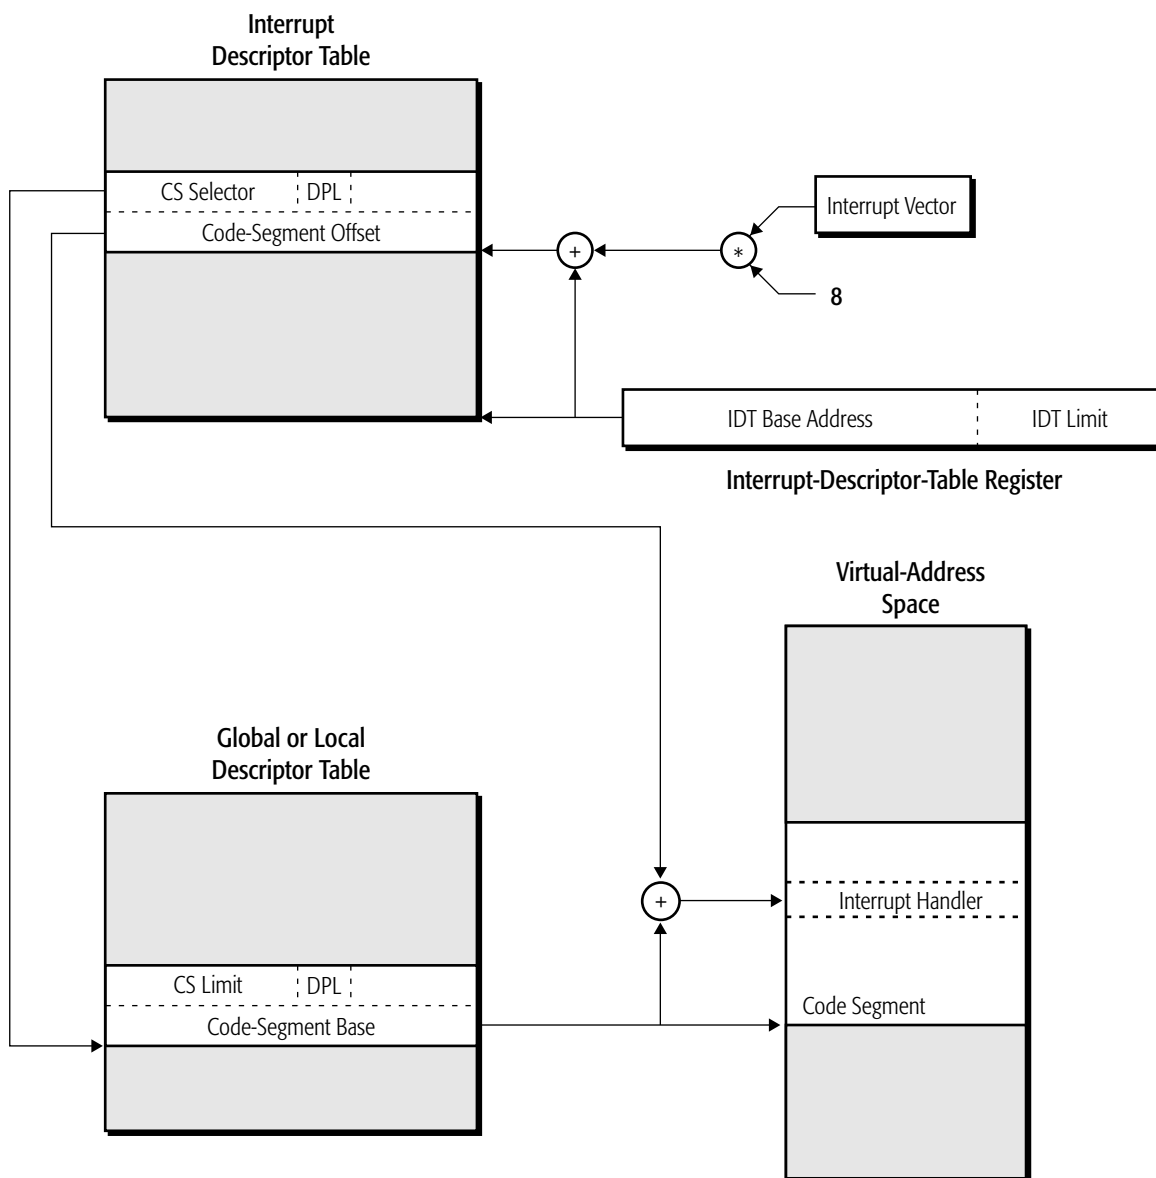 Interrupt
Descriptor Table
CS Selector DPL
Interrupt Vector
Code-Segment Offset
+
*
8
IDT Base Address IDT Limit
Interrupt-Descriptor-Table Register
Virtual-Address
Space
Global or Local
Descriptor Table
+
Interrupt Handler
CS Limit DPL
Code Segment
Code-Segment Base